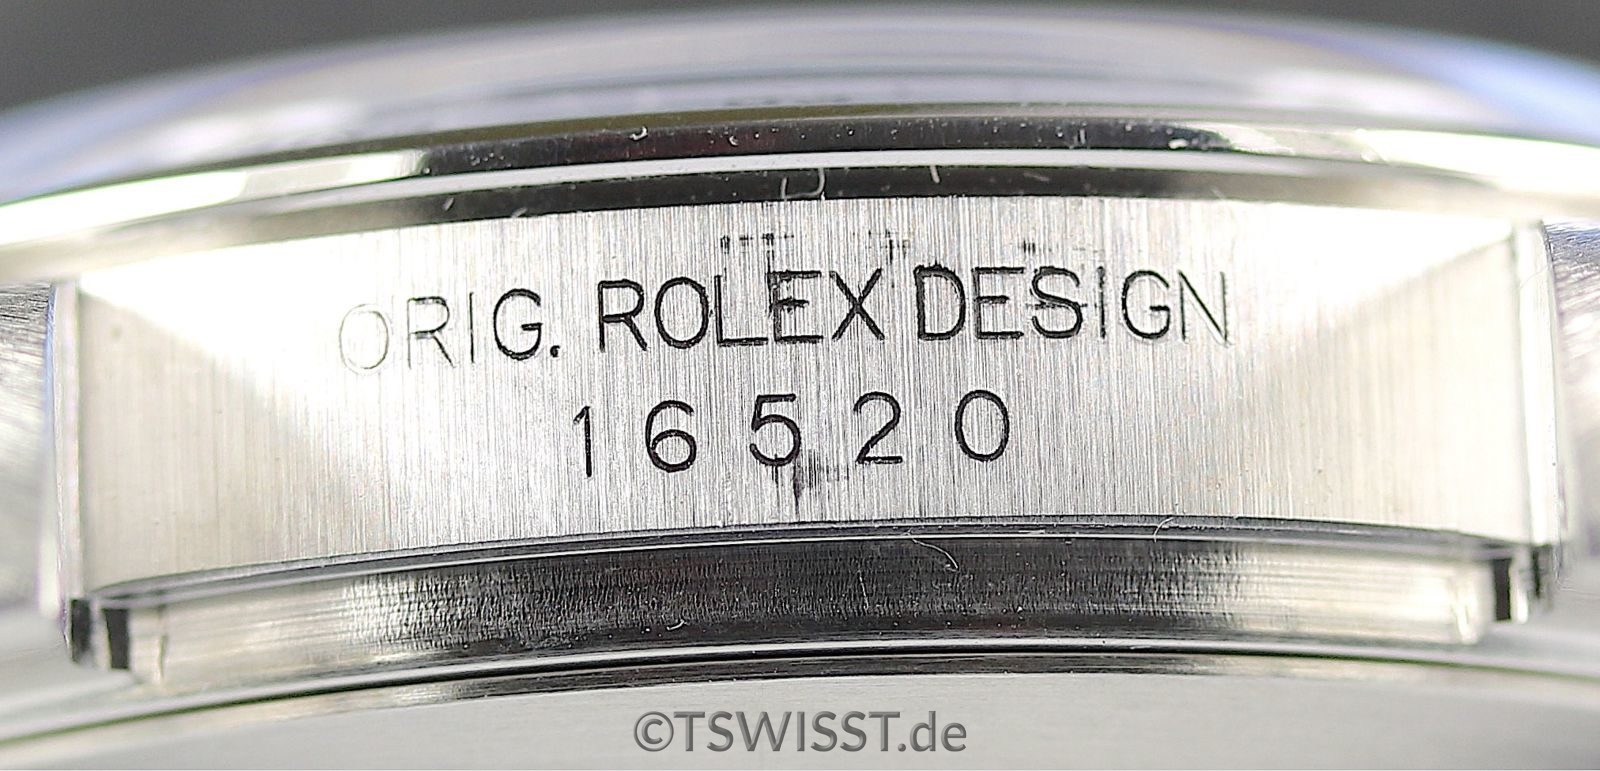 ORIG. ROLEX DESIGN
16520
©TSWISST.de